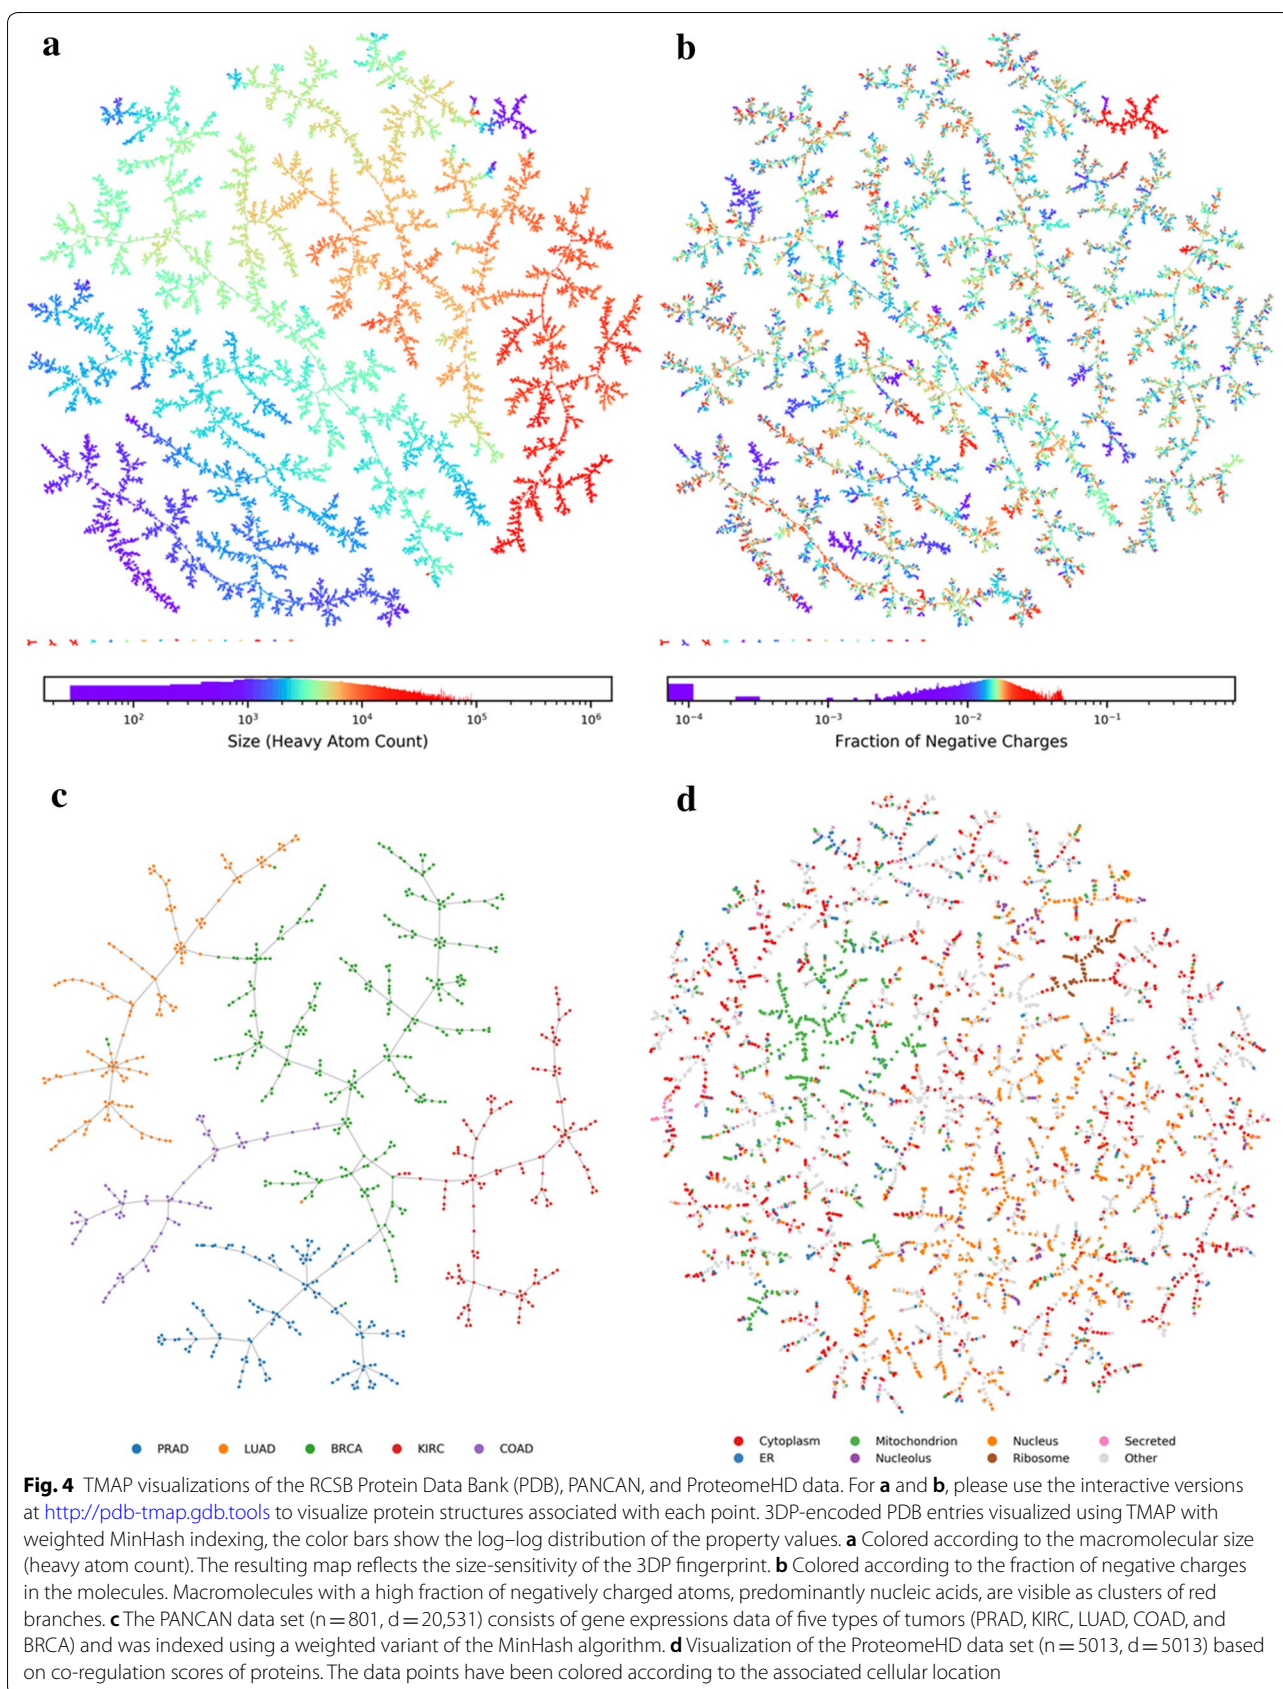 a
b
10²
10³
10⁴
10⁵
10⁶
Size (Heavy Atom Count)
10⁻⁴
10⁻³
10⁻²
10⁻¹
Fraction of Negative Charges
c
d
PRAD
LUAD
BRCA
KIRC
COAD
Cytoplasm
Mitochondrion
Nucleus
Secreted
ER
Nucleolus
Ribosome
Other
Fig. 4 TMAP visualizations of the RCSB Protein Data Bank (PDB), PANCAN, and ProteomeHD data. For a and b, please use the interactive versions
at http://pdb-tmap.gdb.tools to visualize protein structures associated with each point. 3DP-encoded PDB entries visualized using TMAP with
weighted MinHash indexing, the color bars show the log–log distribution of the property values. a Colored according to the macromolecular size
(heavy atom count). The resulting map reflects the size-sensitivity of the 3DP fingerprint. b Colored according to the fraction of negative charges
in the molecules. Macromolecules with a high fraction of negatively charged atoms, predominantly nucleic acids, are visible as clusters of red
branches. c The PANCAN data set (n = 801, d = 20,531) consists of gene expressions data of five types of tumors (PRAD, KIRC, LUAD, COAD, and
BRCA) and was indexed using a weighted variant of the MinHash algorithm. d Visualization of the ProteomeHD data set (n = 5013, d = 5013) based
on co-regulation scores of proteins. The data points have been colored according to the associated cellular location